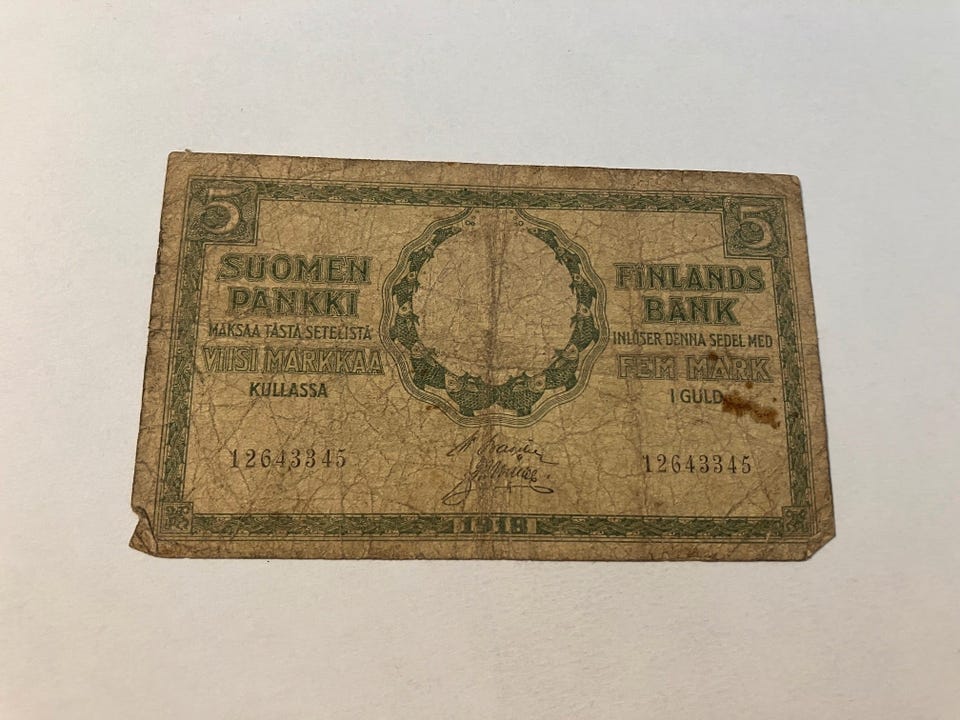 5 5
SUOMEN
PANKKI
MAKSAA TÄSTÄ SETELISTÄ
VIISI MARKKAA
KULLASSA
FINLANDS
BANK
INLÖSER DENNA SEDEL MED
FEM MARK
I GULD
12643345 12643345
1918